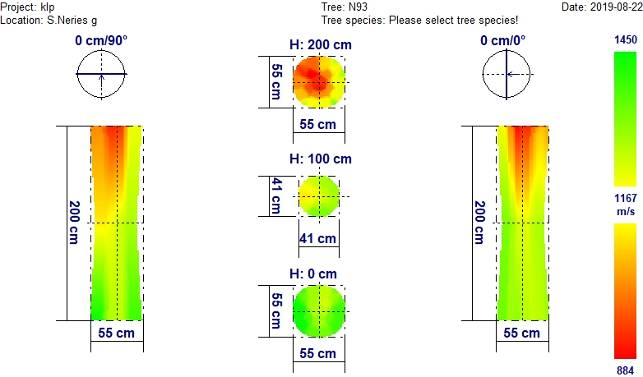 Project: klp
Tree: N93
Date: 2019-08-22
Location: S.Neries g
Tree species: Please select tree species!
0 cm/90°
H: 200 cm
0 cm/0°
1450
55 cm
55 cm
H: 100 cm
200 cm
41 cm
200 cm
1167
m/s
41 cm
H: 0 cm
55 cm
55 cm
55 cm
55 cm
884